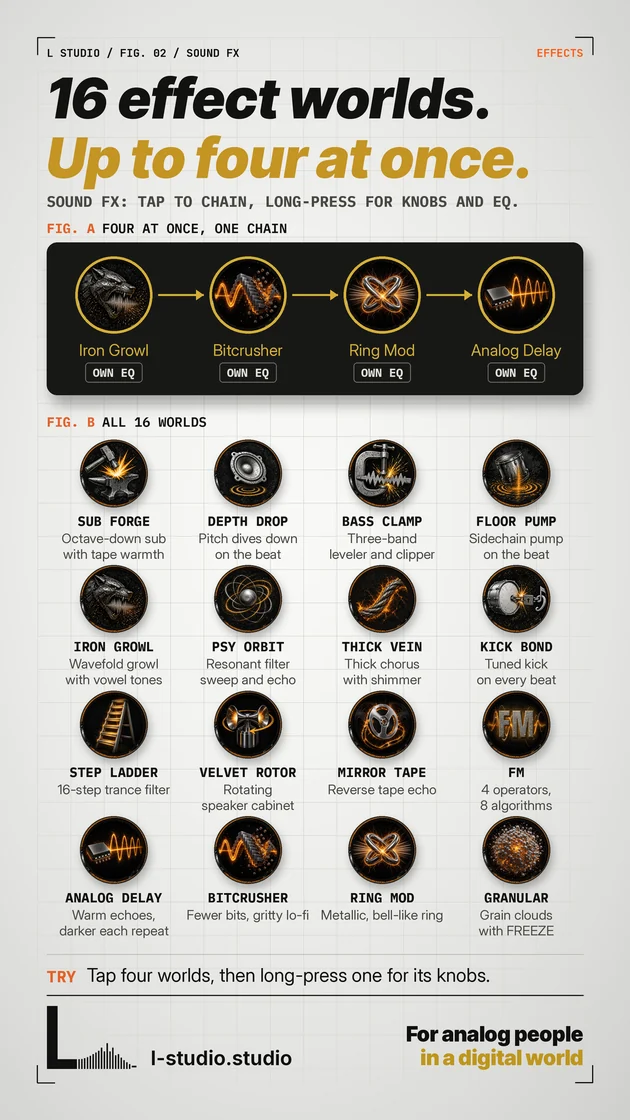 L STUDIO / FIG. 02 / SOUND FX
EFFECTS
16 effect worlds.
Up to four at once.
SOUND FX: TAP TO CHAIN, LONG-PRESS FOR KNOBS AND EQ.
FIG. A FOUR AT ONCE, ONE CHAIN
Iron Growl
Bitcrusher
Ring Mod
Analog Delay
OWN EQ
OWN EQ
OWN EQ
OWN EQ
FIG. B ALL 16 WORLDS
SUB FORGE
Octave-down sub
with tape warmth
DEPTH DROP
Pitch dives down
on the beat
BASS CLAMP
Three-band
leveler and clipper
FLOOR PUMP
Sidechain pump
on the beat
IRON GROWL
Wavefold growl
with vowel tones
PSY ORBIT
Resonant filter
sweep and echo
THICK VEIN
Thick chorus
with shimmer
KICK BOND
Tuned kick
on every beat
STEP LADDER
16-step trance filter
VELVET ROTOR
Rotating
speaker cabinet
MIRROR TAPE
Reverse tape echo
FM
FM
4 operators,
8 algorithms
ANALOG DELAY
Warm echoes,
darker each repeat
BITCRUSHER
Fewer bits, gritty lo-fi
RING MOD
Metallic, bell-like ring
GRANULAR
Grain clouds
with FREEZE
TRY Tap four worlds, then long-press one for its knobs.
L
l-studio.studio
For analog people
in a digital world